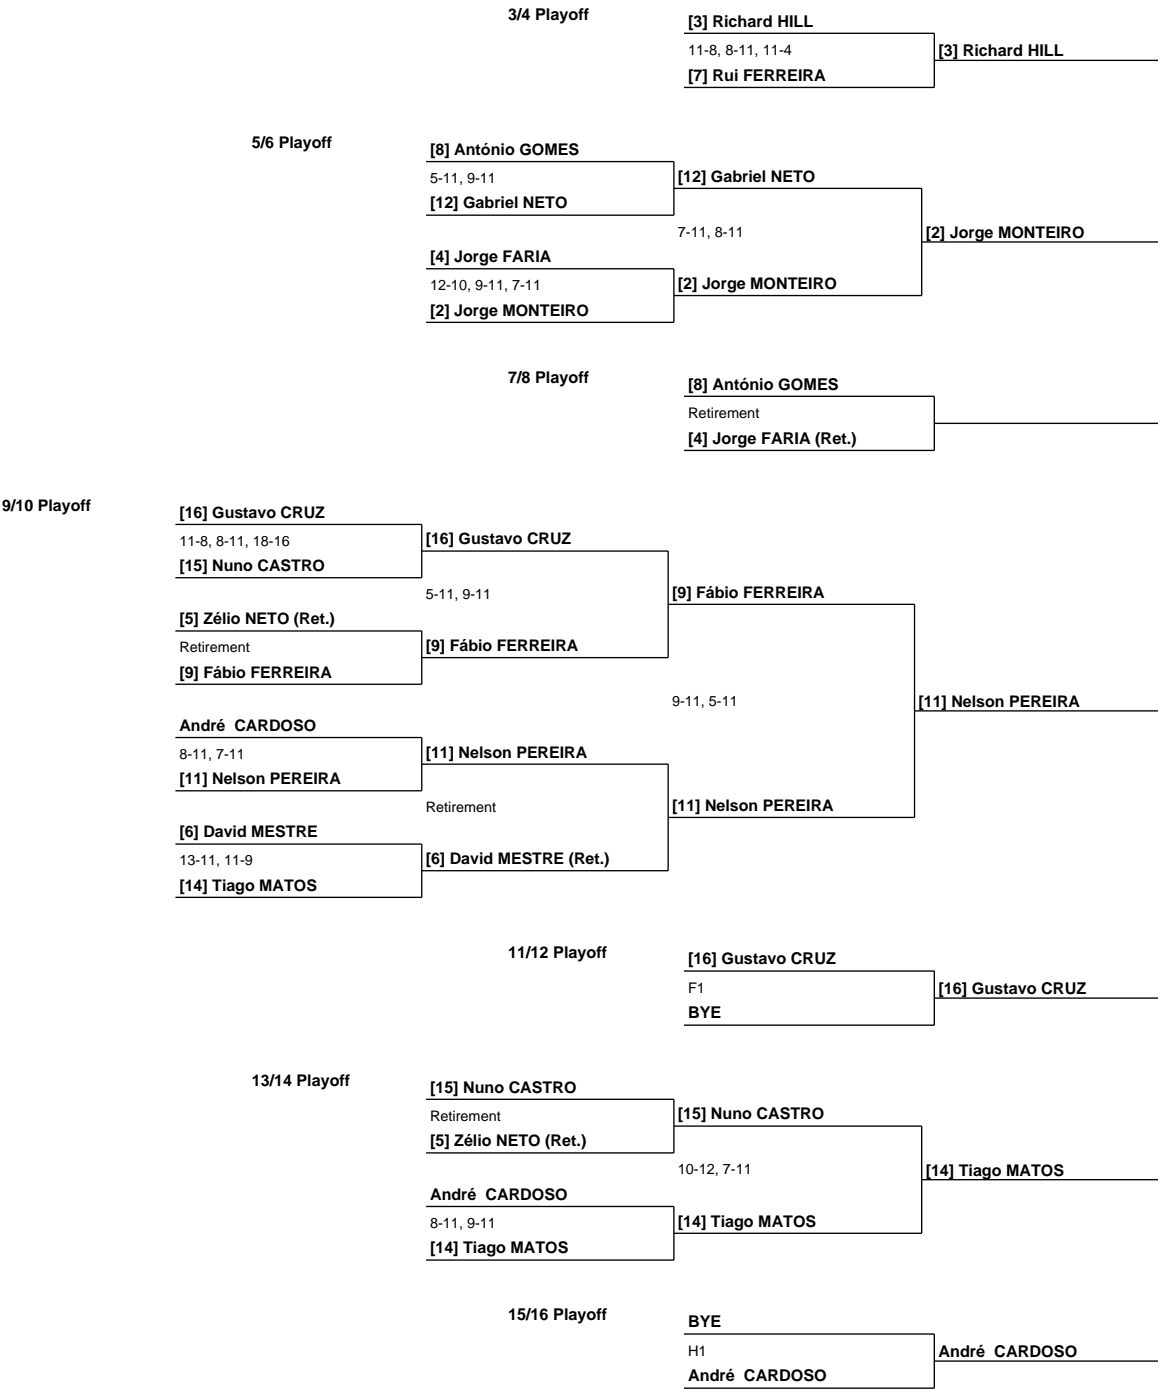 3/4 Playoff
[3] Richard HILL
11-8, 8-11, 11-4
[3] Richard HILL
[7] Rui FERREIRA
5/6 Playoff
[8] António GOMES
5-11, 9-11
[12] Gabriel NETO
[12] Gabriel NETO
7-11, 8-11
[2] Jorge MONTEIRO
[4] Jorge FARIA
12-10, 9-11, 7-11
[2] Jorge MONTEIRO
[2] Jorge MONTEIRO
7/8 Playoff
[8] António GOMES
Retirement
[4] Jorge FARIA (Ret.)
9/10 Playoff
[16] Gustavo CRUZ
11-8, 8-11, 18-16
[16] Gustavo CRUZ
[15] Nuno CASTRO
5-11, 9-11
[9] Fábio FERREIRA
[5] Zélio NETO (Ret.)
Retirement
[9] Fábio FERREIRA
[9] Fábio FERREIRA
9-11, 5-11
[11] Nelson PEREIRA
André CARDOSO
8-11, 7-11
[11] Nelson PEREIRA
[11] Nelson PEREIRA
Retirement
[11] Nelson PEREIRA
[6] David MESTRE
13-11, 11-9
[6] David MESTRE (Ret.)
[14] Tiago MATOS
11/12 Playoff
[16] Gustavo CRUZ
F1
[16] Gustavo CRUZ
BYE
13/14 Playoff
[15] Nuno CASTRO
Retirement
[15] Nuno CASTRO
[5] Zélio NETO (Ret.)
10-12, 7-11
[14] Tiago MATOS
André CARDOSO
8-11, 9-11
[14] Tiago MATOS
[14] Tiago MATOS
15/16 Playoff
BYE
H1
André CARDOSO
André CARDOSO